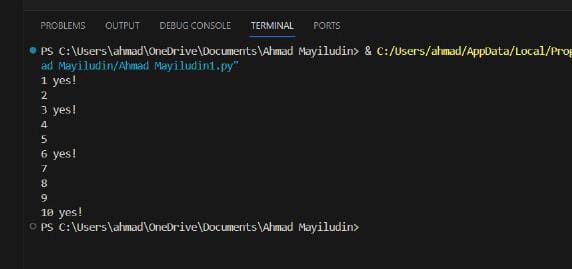 PROBLEMS OUTPUT DEBUG CONSOLE TERMINAL PORTS
PS C:\Users\ahmad\OneDrive\Documents\Ahmad Mayiludin> & C:/Users/ahmad/AppData/Local/Prog
ad Mayiludin/Ahmad Mayiludin1.py"
1 yes!
2
3 yes!
4
5
6 yes!
7
8
9
10 yes!
PS C:\Users\ahmad\OneDrive\Documents\Ahmad Mayiludin>